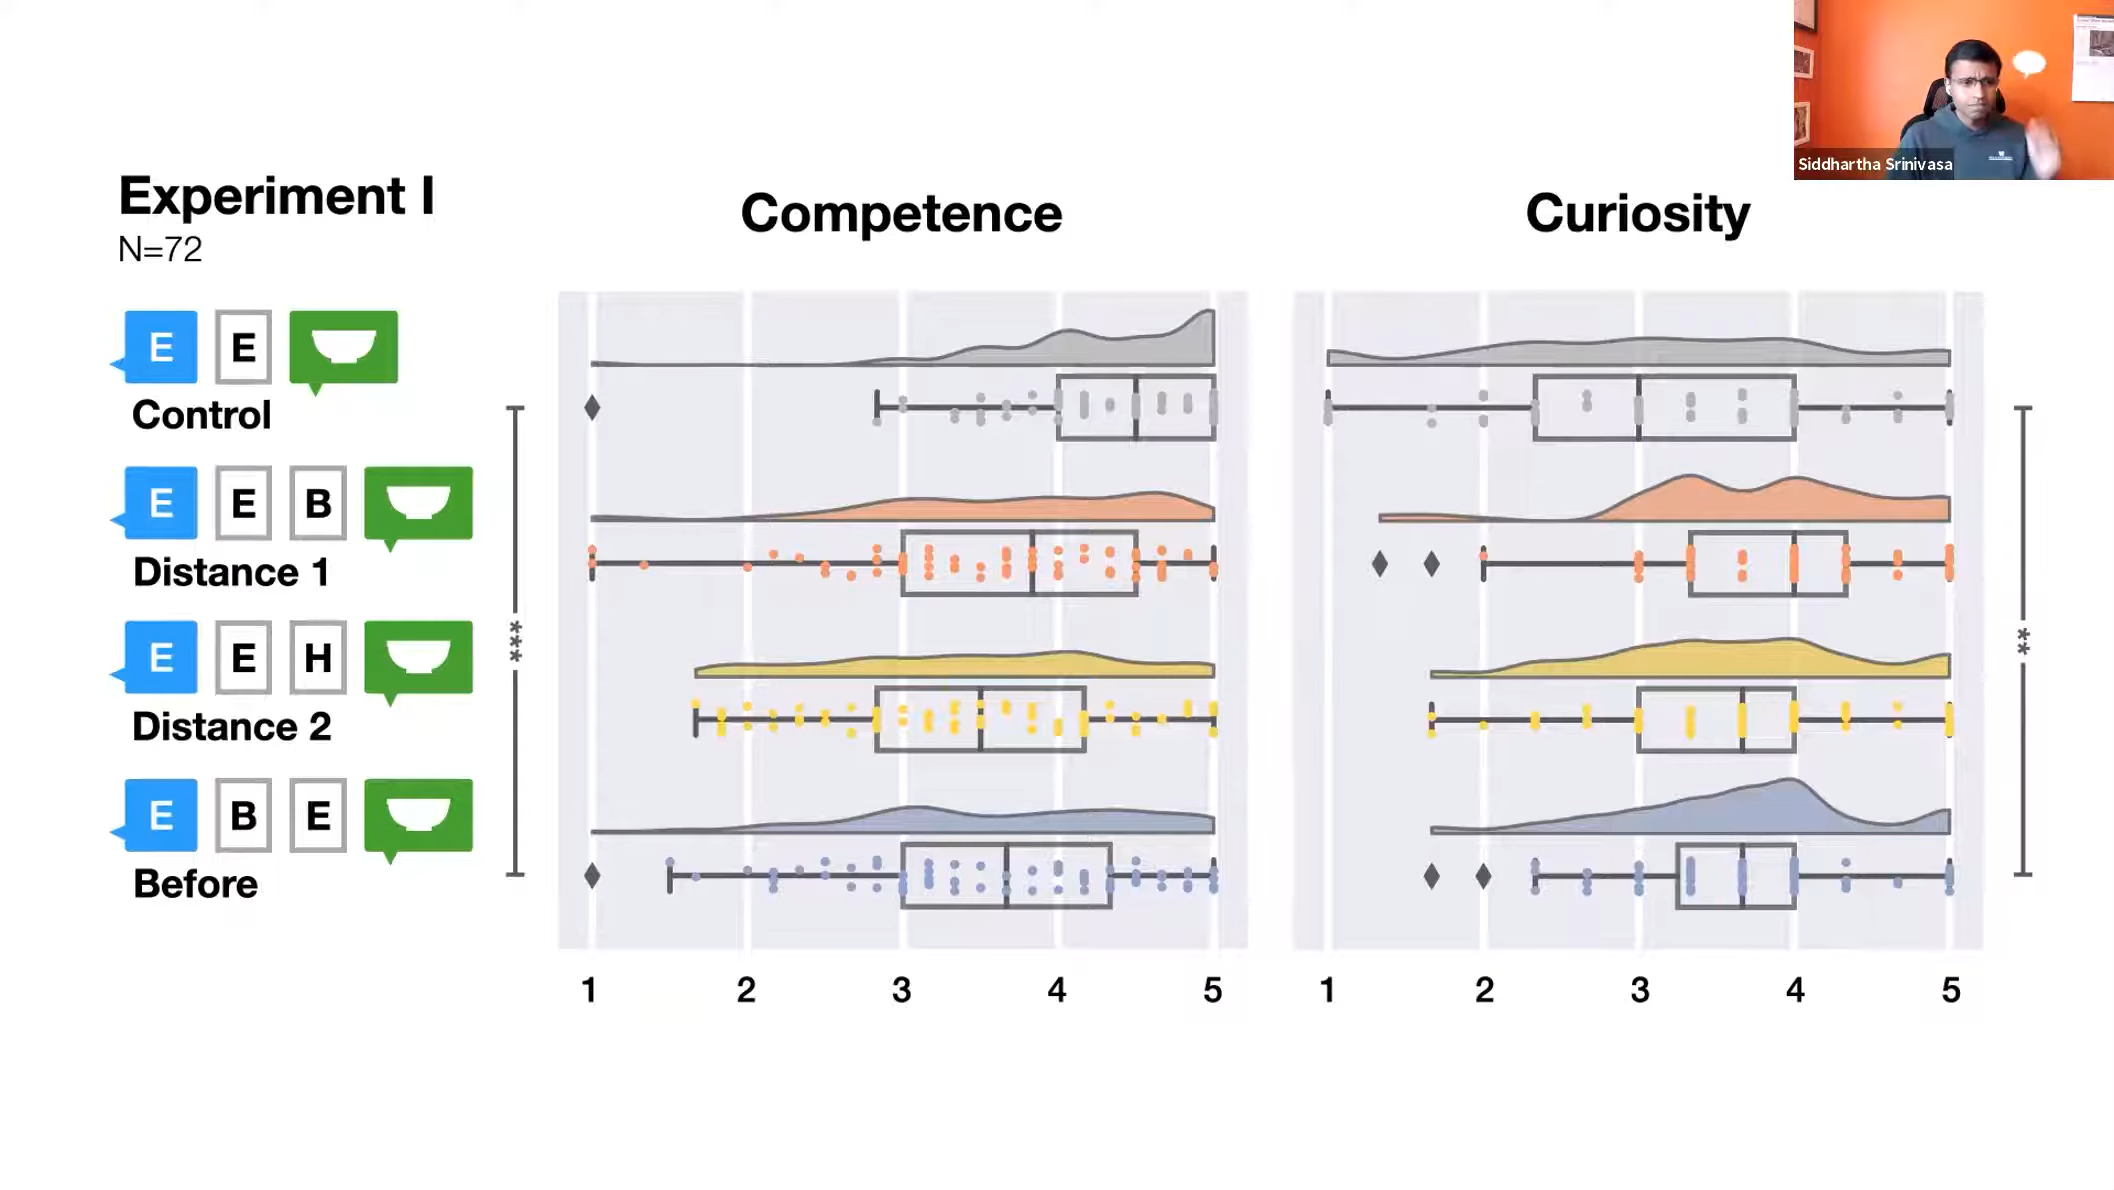 Siddhartha Srinivasa
Experiment I
N=72
Competence
Curiosity
E E
Control
E E B
Distance 1
E E H
Distance 2
E B E
Before
***
**
1 2 3 4 5
1 2 3 4 5